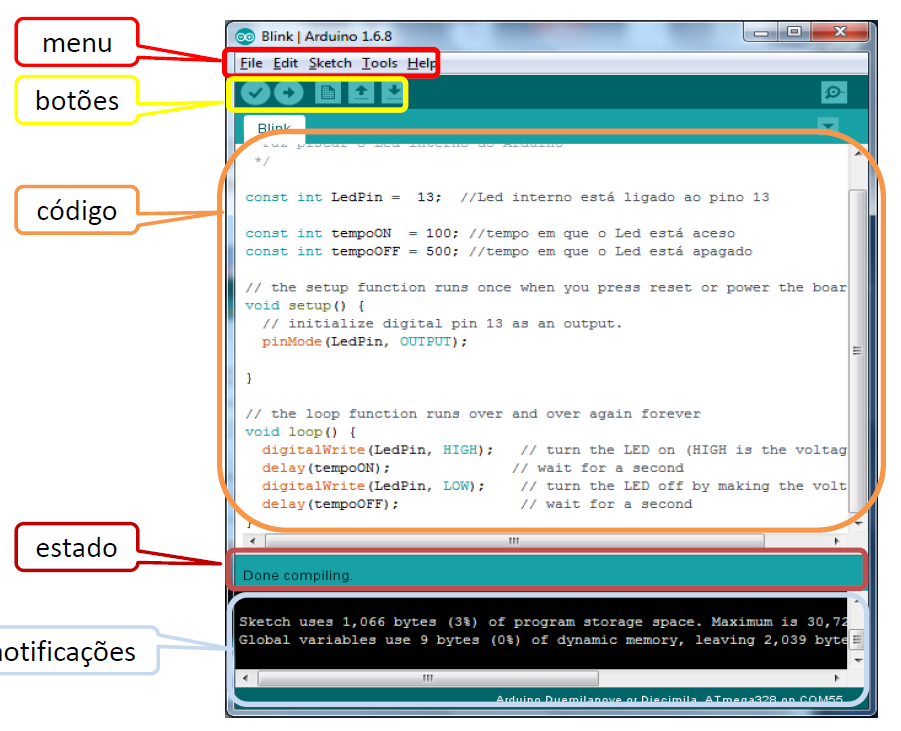 Blink | Arduino 1.6.8
menu
File Edit Sketch Tools Help
botões
Blink
faz piscar o Led interno do Arduino
*/
código
const int LedPin =  13;  //Led interno está ligado ao pino 13
const int tempoON  = 100; //tempo em que o Led está aceso
const int tempoOFF = 500; //tempo em que o Led está apagado
// the setup function runs once when you press reset or power the boar
void setup() {
  // initialize digital pin 13 as an output.
  pinMode(LedPin, OUTPUT);
}
// the loop function runs over and over again forever
void loop() {
  digitalWrite(LedPin, HIGH);   // turn the LED on (HIGH is the voltag
  delay(tempoON);              // wait for a second
  digitalWrite(LedPin, LOW);    // turn the LED off by making the volt
  delay(tempoOFF);              // wait for a second
}
estado
Done compiling.
Sketch uses 1,066 bytes (3%) of program storage space. Maximum is 30,72
Global variables use 9 bytes (0%) of dynamic memory, leaving 2,039 byte
notificações
Arduino Duemilanove or Diecimila, ATmega328 on COM55